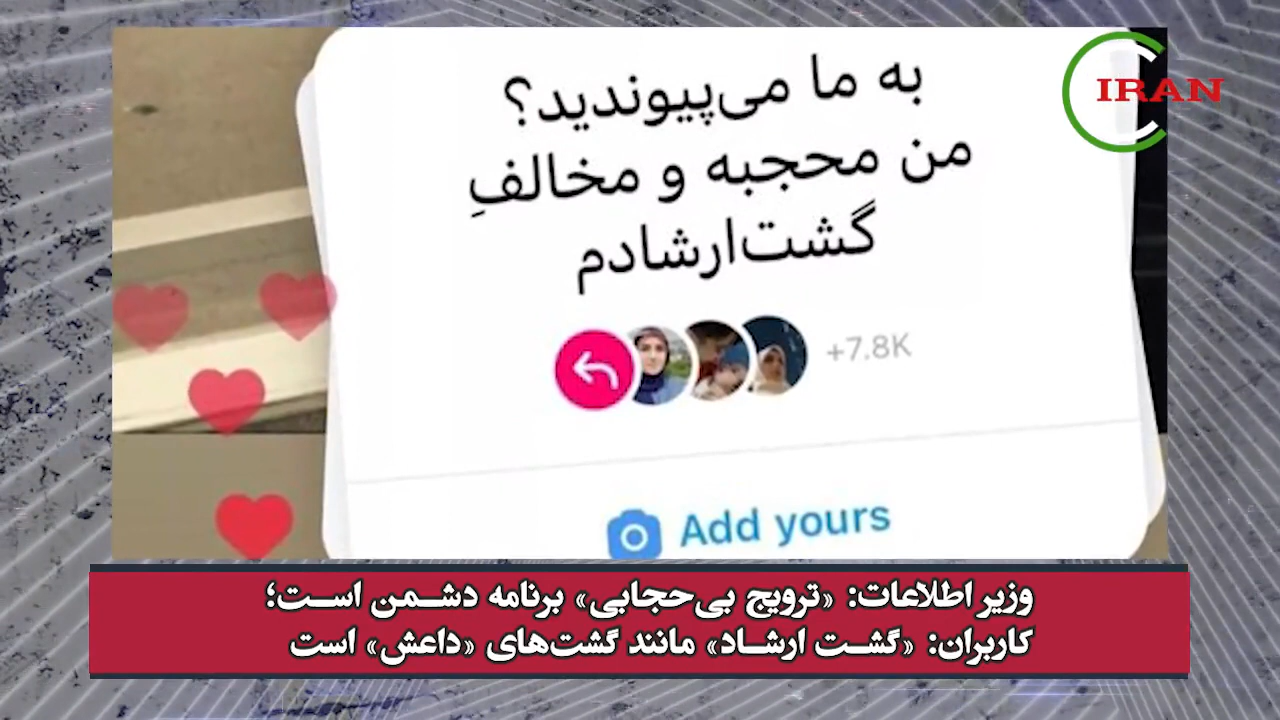 IRAN
به ما می‌پیوندید؟
من محجبه و مخالفِ
گشت‌ارشادم
+7.8K
Add yours
وزیر اطلاعات: «ترویج بی‌حجابی» برنامه دشمن است؛
کاربران: «گشت ارشاد» مانند گشت‌های «داعش» است